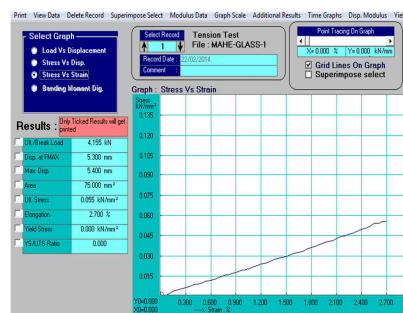 Print View Data Delete Record Superimpose Select Modulus Data Graph Scale Additional Results Time Graphs Disp. Modulus
Select Graph
Load Vs Displacement
Stress Vs Disp.
Stress Vs Strain
Bending Moment Dig.
Select Record
1
Tension Test
File : MAHE-GLASS-1
Record Date : 22/02/2014
Comment :
Point Tracing On Graph
X= 0.000 % Y= 0.000 kN/mm
Grid Lines On Graph
Superimpose select
Results :
Only Ticked Results will get printed
Ult./Break Load 4.155 kN
Disp. at FMAX 5.300 mm
Max. Disp. 5.400 mm
Area 75.000 mm²
Ult. Stress 0.055 kN/mm²
Elongation 2.700 %
Yield Stress 0.000 kN/mm²
YS/UTS Ratio 0.000
Graph : Stress Vs Strain
Stress
kN/mm²
0.135
0.120
0.105
0.090
0.075
0.060
0.045
0.030
0.015
Y0=0.000
X0=0.000
0.300 0.600 0.900 1.200 1.500 1.800 2.100 2.400 2.700
---> Strain %